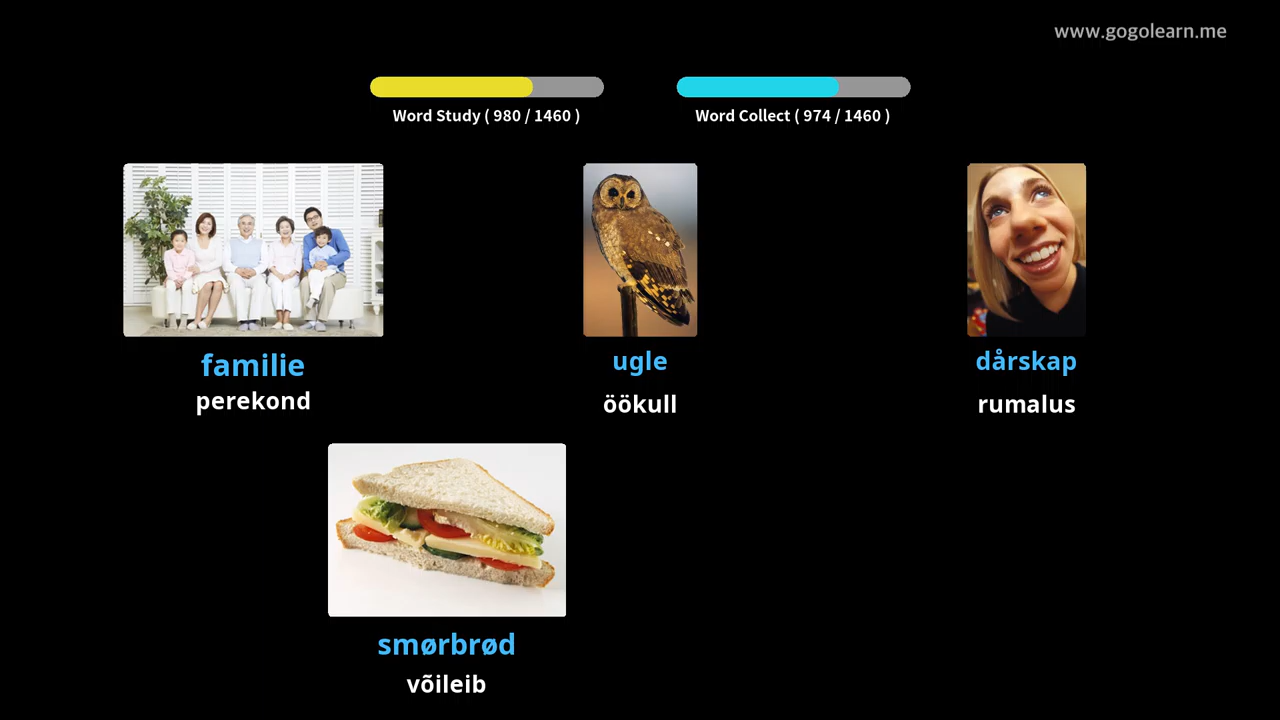 www.gogolearn.me
Word Study ( 980 / 1460 )
Word Collect ( 974 / 1460 )
familie
perekond
ugle
öökull
dårskap
rumalus
smørbrød
võileib